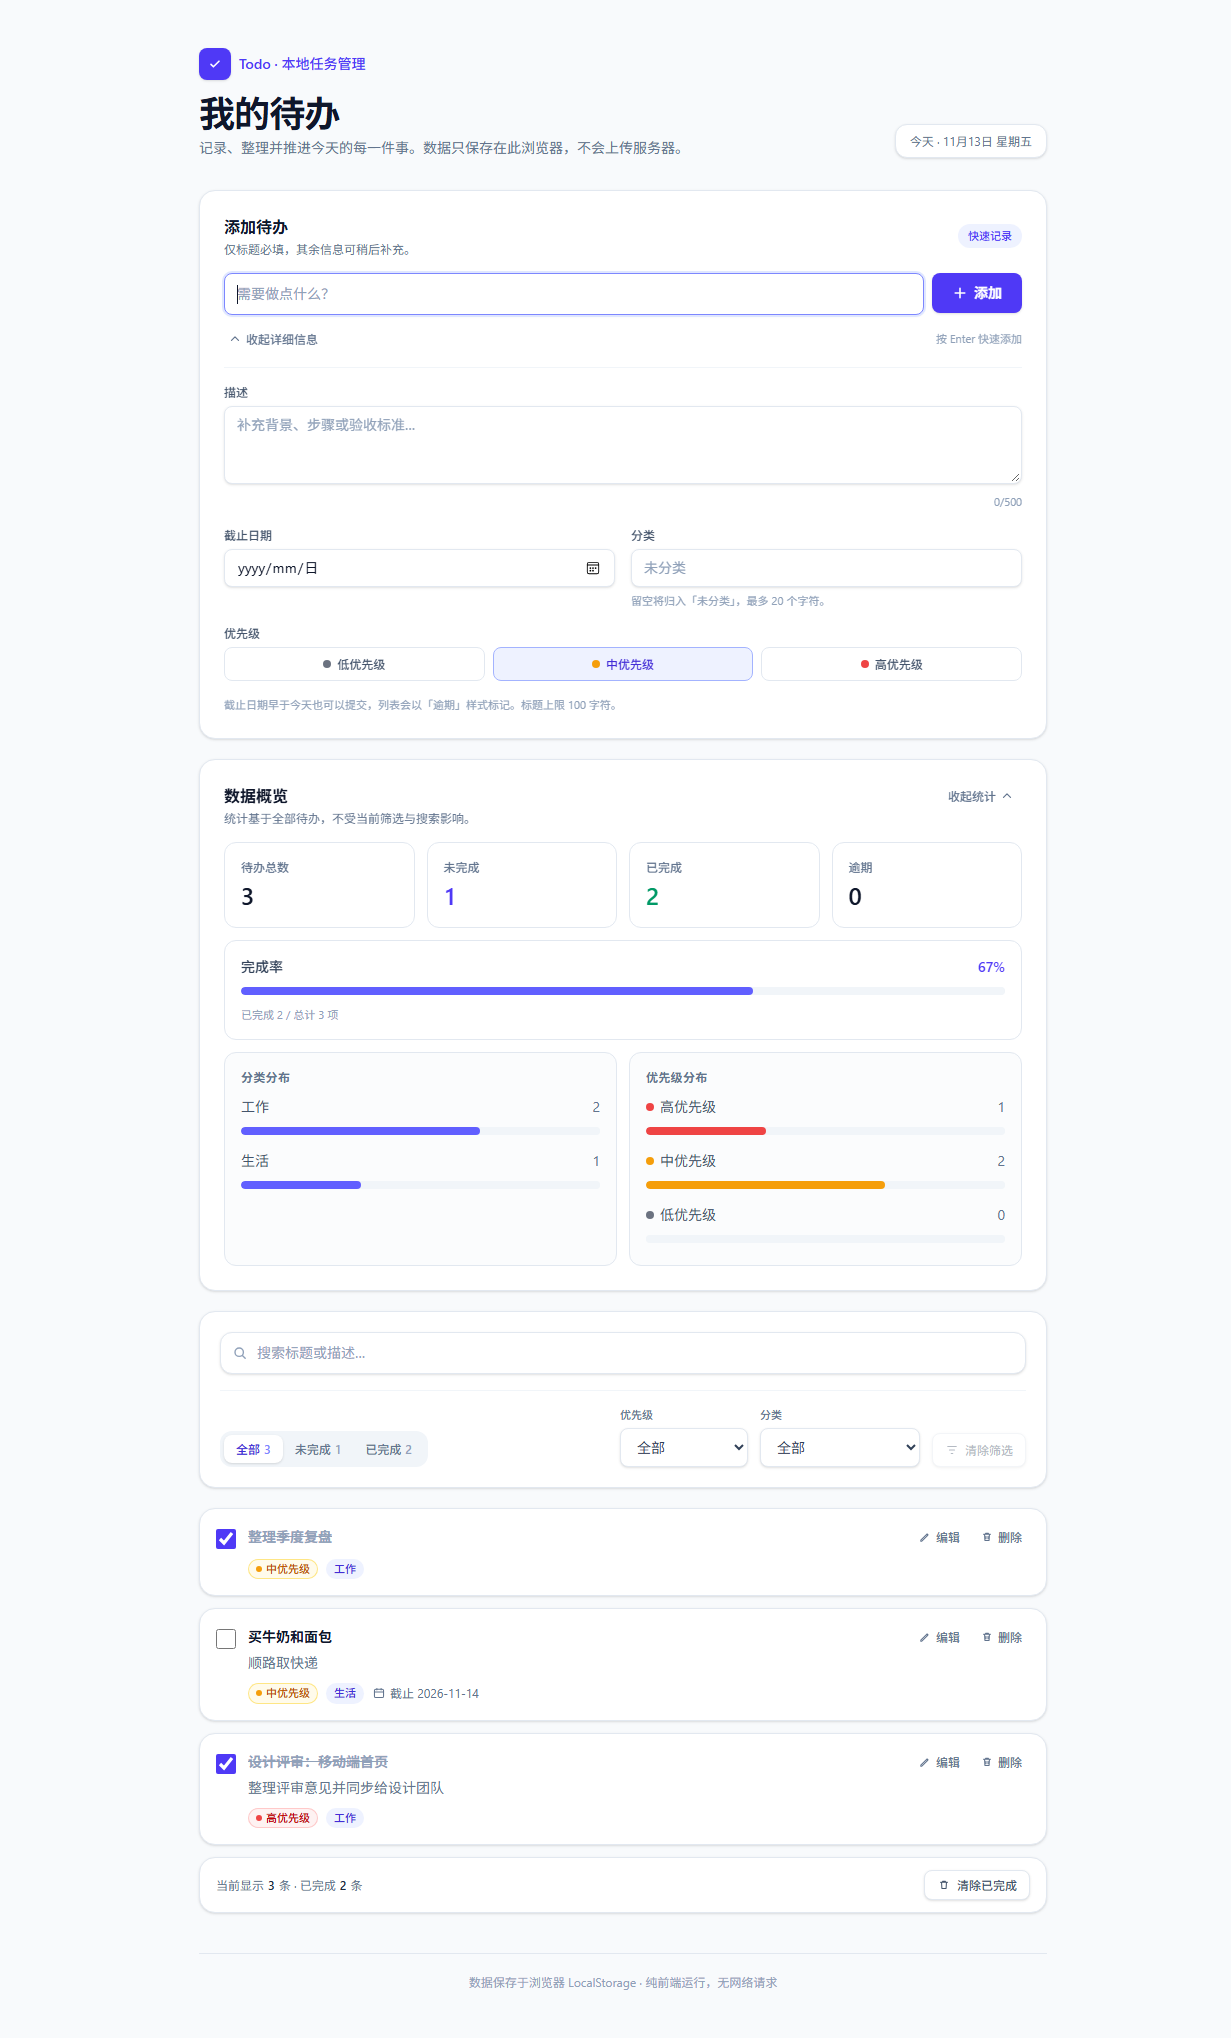 Todo · 本地任务管理
我的待办
记录、整理并推进今天的每一件事。数据只保存在此浏览器，不会上传服务器。
今天 · 11月13日 星期五
添加待办
仅标题必填，其余信息可稍后补充。
快速记录
需要做点什么？
添加
收起详细信息
按 Enter 快速添加
描述
补充背景、步骤或验收标准...
0/500
截止日期
分类
yyyy/mm/日
未分类
留空将归入「未分类」，最多 20 个字符。
优先级
低优先级
中优先级
高优先级
截止日期早于今天也可以提交，列表会以「逾期」样式标记。标题上限 100 字符。
数据概览
收起统计
统计基于全部待办，不受当前筛选与搜索影响。
待办总数
3
未完成
1
已完成
2
逾期
0
完成率
67%
已完成 2 / 总计 3 项
分类分布
工作 2
生活 1
优先级分布
高优先级 1
中优先级 2
低优先级 0
搜索标题或描述...
全部 3
未完成 1
已完成 2
优先级
全部
分类
全部
清除筛选
整理季度复盘
编辑
删除
中优先级
工作
买牛奶和面包
编辑
删除
顺路取快递
中优先级
生活
截止 2026-11-14
设计评审：移动端首页
编辑
删除
整理评审意见并同步给设计团队
高优先级
工作
当前显示 3 条 · 已完成 2 条
清除已完成
数据保存于浏览器 LocalStorage · 纯前端运行，无网络请求